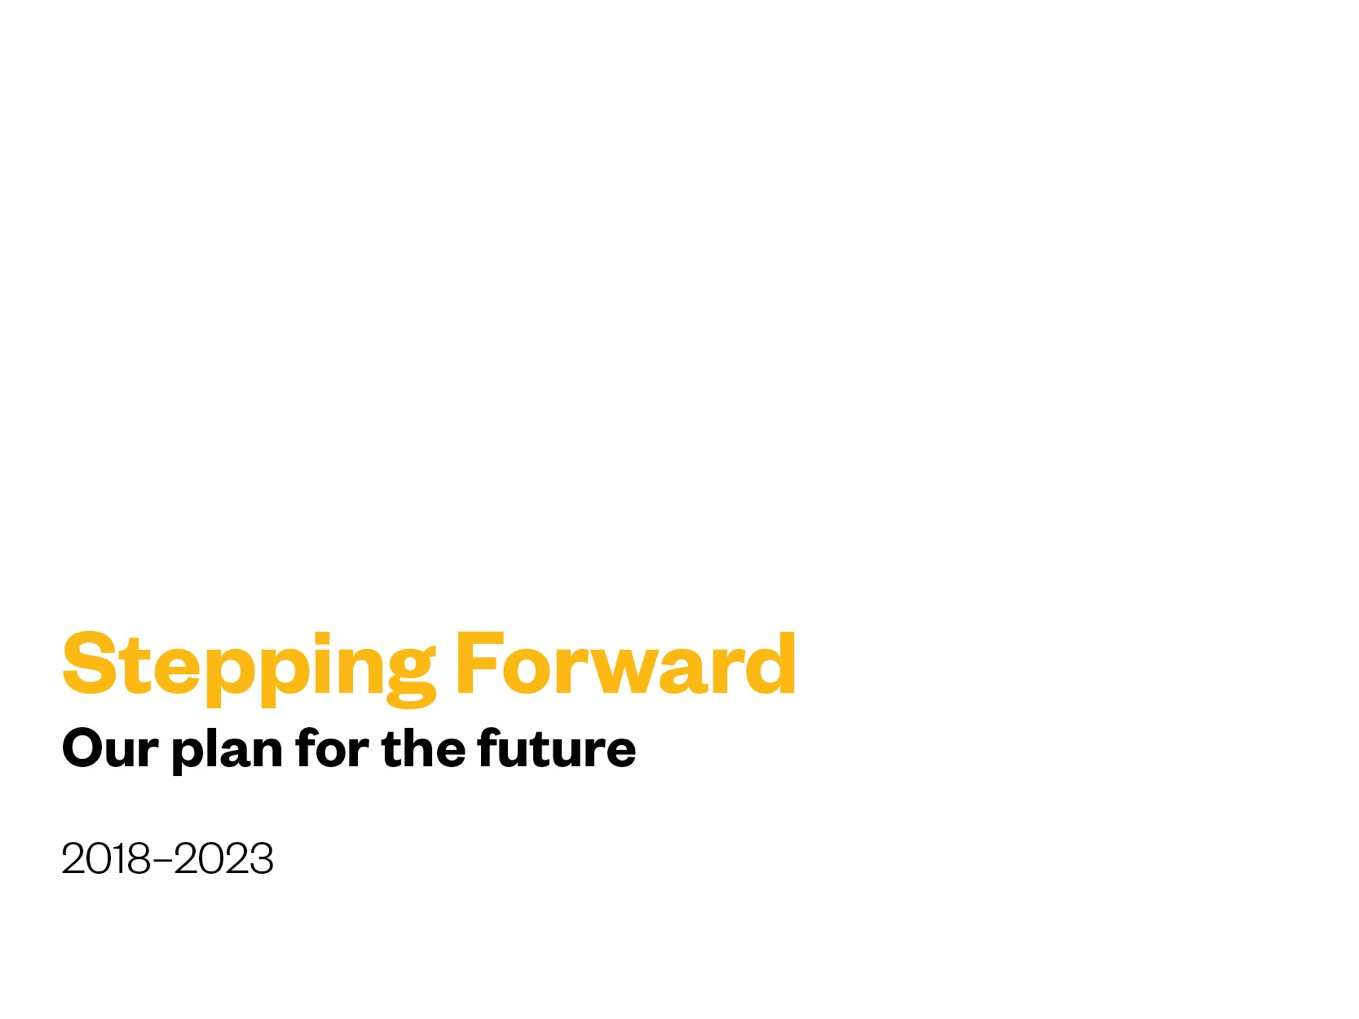 Stepping Forward
Our plan for the future
2018–2023